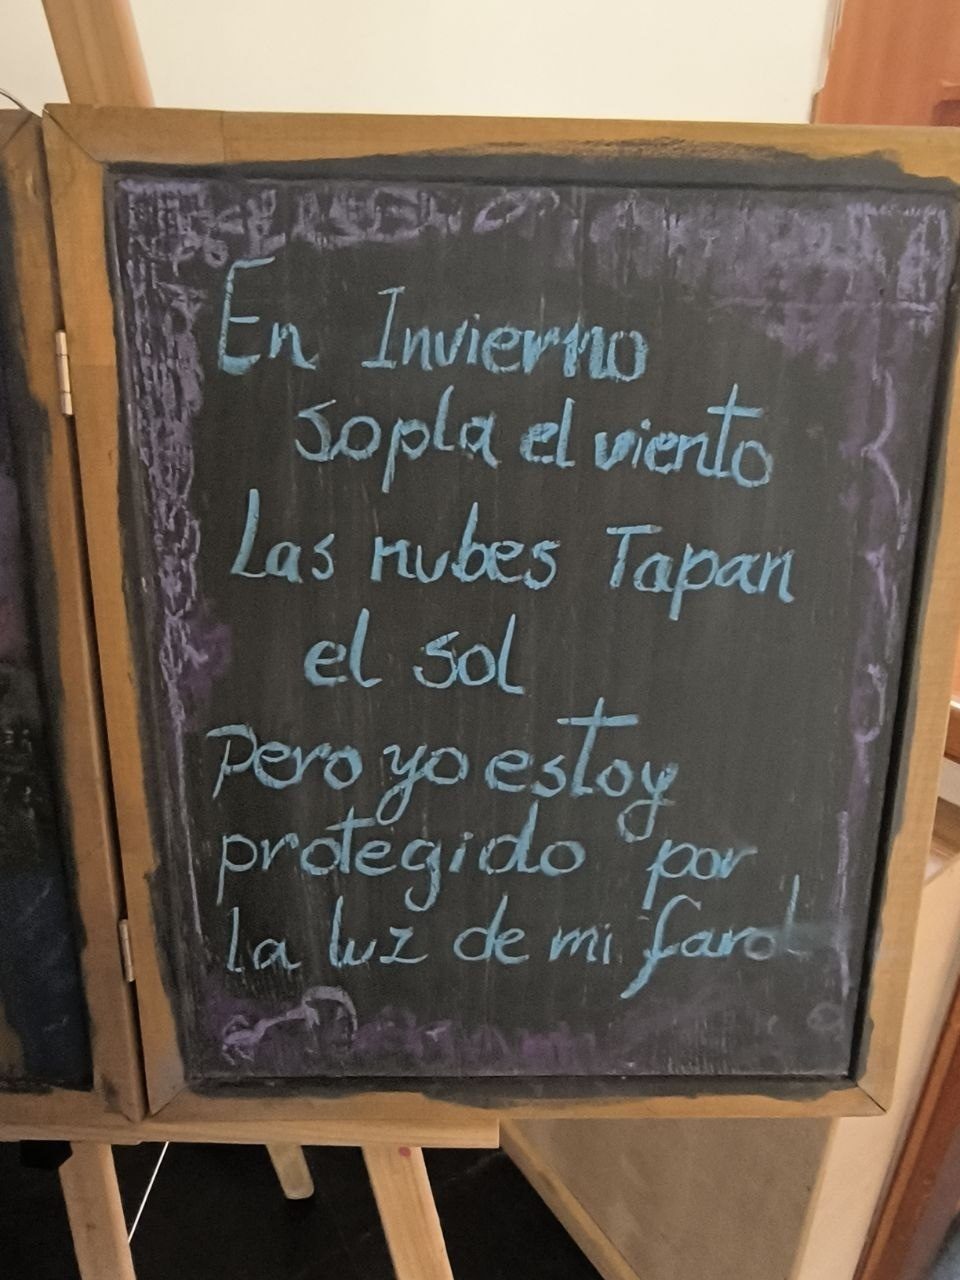 En Invierno
sopla el viento
Las nubes Tapan
el sol
Pero yo estoy
protegido por
la luz de mi farol